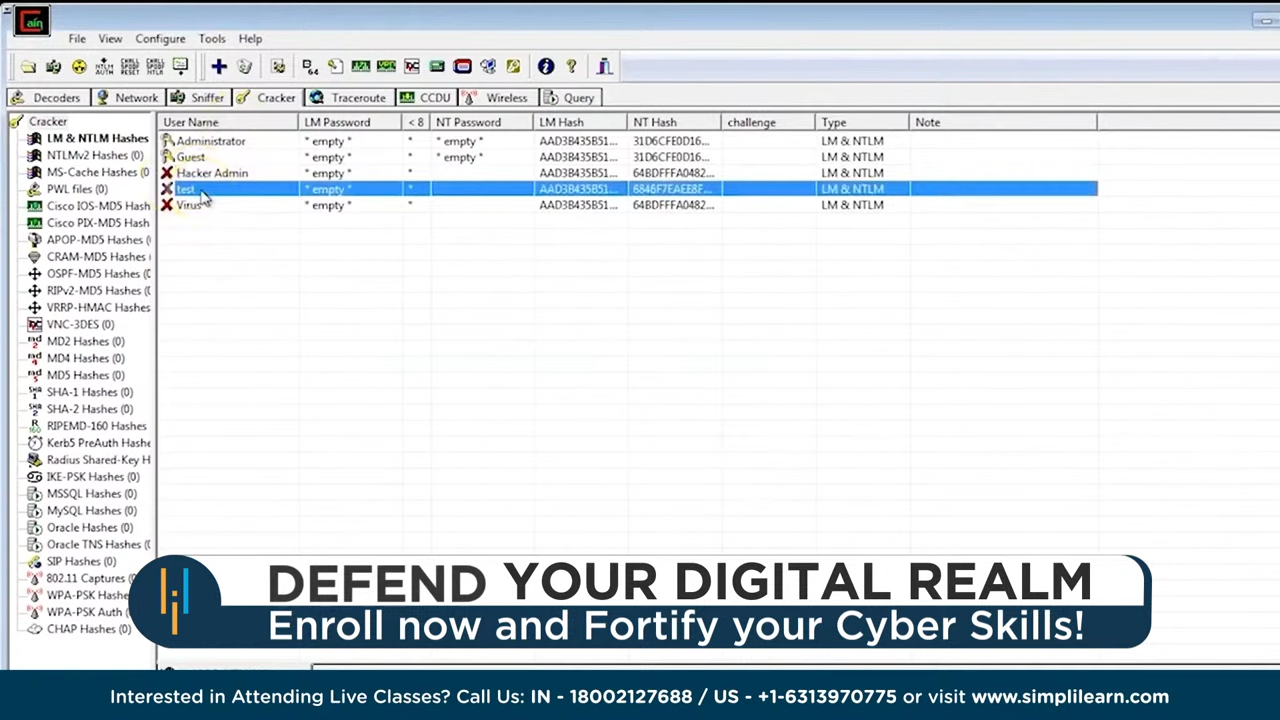 Cain
File View Configure Tools Help
Decoders Network Sniffer Cracker Traceroute CCDU Wireless Query
Cracker
LM & NTLM Hashes
NTLMv2 Hashes (0)
MS-Cache Hashes (0)
PWL files (0)
Cisco IOS-MD5 Hash
Cisco PIX-MD5 Hash
APOP-MD5 Hashes (
CRAM-MD5 Hashes (
OSPF-MD5 Hashes (0
RIPv2-MD5 Hashes (
VRRP-HMAC Hashes
VNC-3DES (0)
MD2 Hashes (0)
MD4 Hashes (0)
MD5 Hashes (0)
SHA-1 Hashes (0)
SHA-2 Hashes (0)
RIPEMD-160 Hashes
Kerb5 PreAuth Hashe
Radius Shared-Key H
IKE-PSK Hashes (0)
MSSQL Hashes (0)
MySQL Hashes (0)
Oracle Hashes (0)
Oracle TNS Hashes (
SIP Hashes (0)
802.11 Captures (
WPA-PSK Hashe
WPA-PSK Auth (
CHAP Hashes (0)
User Name LM Password < 8 NT Password LM Hash NT Hash challenge Type Note
Administrator * empty * * * empty * AAD3B435B51... 31D6CFE0D16... LM & NTLM
Guest * empty * * * empty * AAD3B435B51... 31D6CFE0D16... LM & NTLM
Hacker Admin * empty * * AAD3B435B51... 64BDFFFA0482... LM & NTLM
test * empty * * AAD3B435B51... 6846F7EAEE8F... LM & NTLM
Virus * empty * * AAD3B435B51... 64BDFFFA0482... LM & NTLM
DEFEND YOUR DIGITAL REALM
Enroll now and Fortify your Cyber Skills!
Interested in Attending Live Classes? Call Us: IN - 18002127688 / US - +1-6313970775 or visit www.simplilearn.com